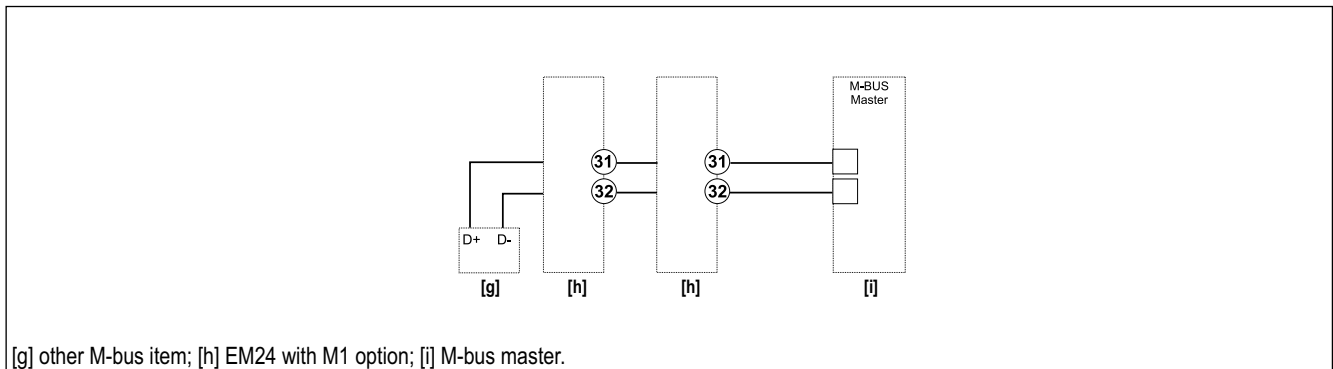 M-BUS
Master
31 31
32 32
D+ D-
[g] [h] [h] [i]
[g] other M-bus item; [h] EM24 with M1 option; [i] M-bus master.